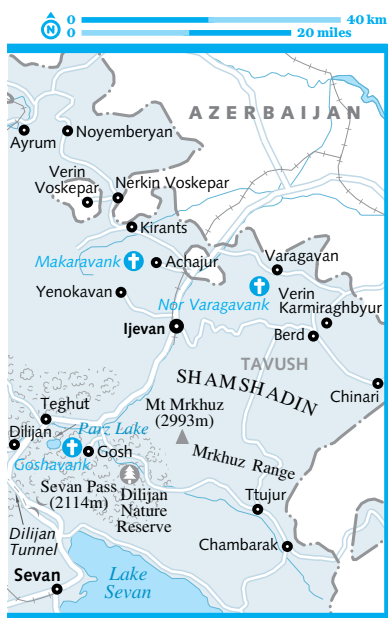 0 40 km
N
0 20 miles
AZERBAIJAN
Ayrum
Noyemberyan
Verin
Voskepar
Nerkin Voskepar
Kirants
Makaravank
Achajur
Varagavan
Yenokavan
Nor Varagavank
Verin
Karmiraghbyur
Ijevan
Berd
TAVUSH
SHAMSHADIN
Chinari
Teghut
Mt Mrkhuz
(2993m)
Parz Lake
Dilijan
Gosh
Goshavank
Mrkhuz Range
Sevan Pass
(2114m)
Dilijan
Nature
Reserve
Ttujur
Dilijan
Tunnel
Chambarak
Sevan
Lake
Sevan